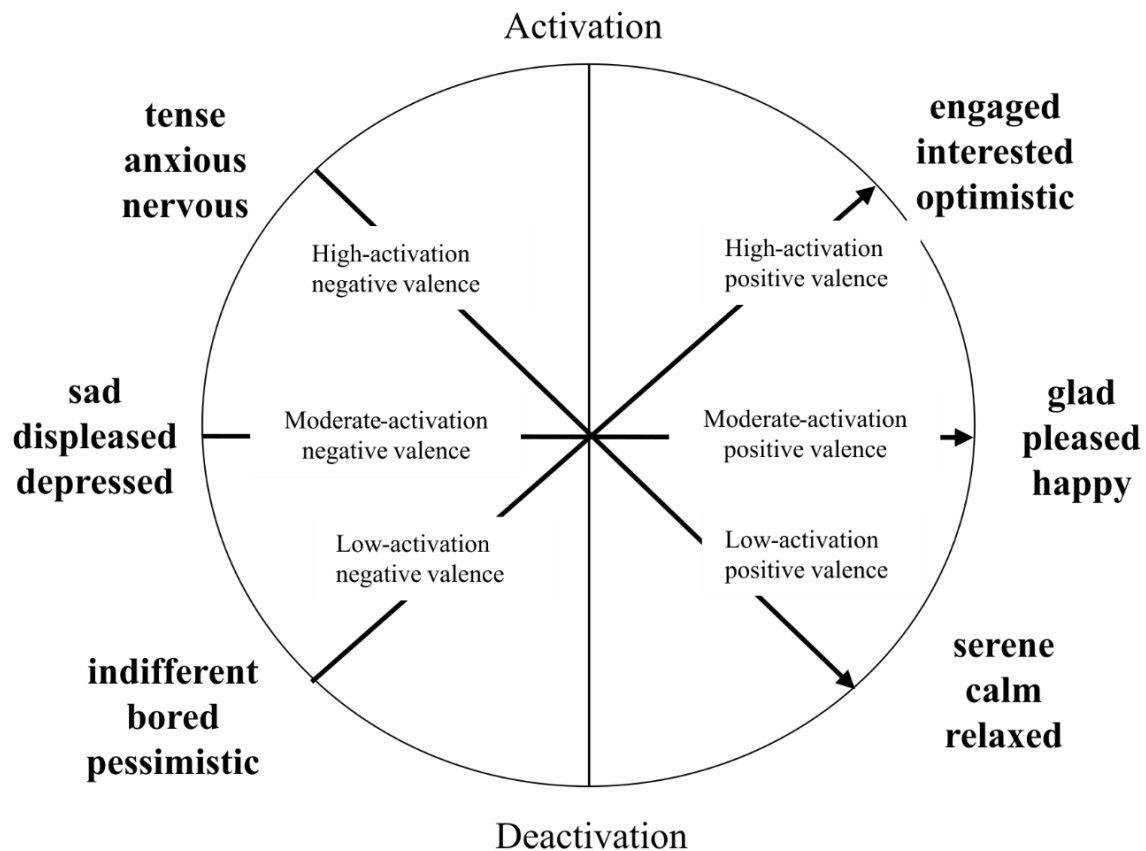 Activation
tense
anxious
nervous
engaged
interested
optimistic
High-activation
negative valence
High-activation
positive valence
sad
displeased
depressed
Moderate-activation
negative valence
Moderate-activation
positive valence
glad
pleased
happy
Low-activation
negative valence
Low-activation
positive valence
indifferent
bored
pessimistic
serene
calm
relaxed
Deactivation